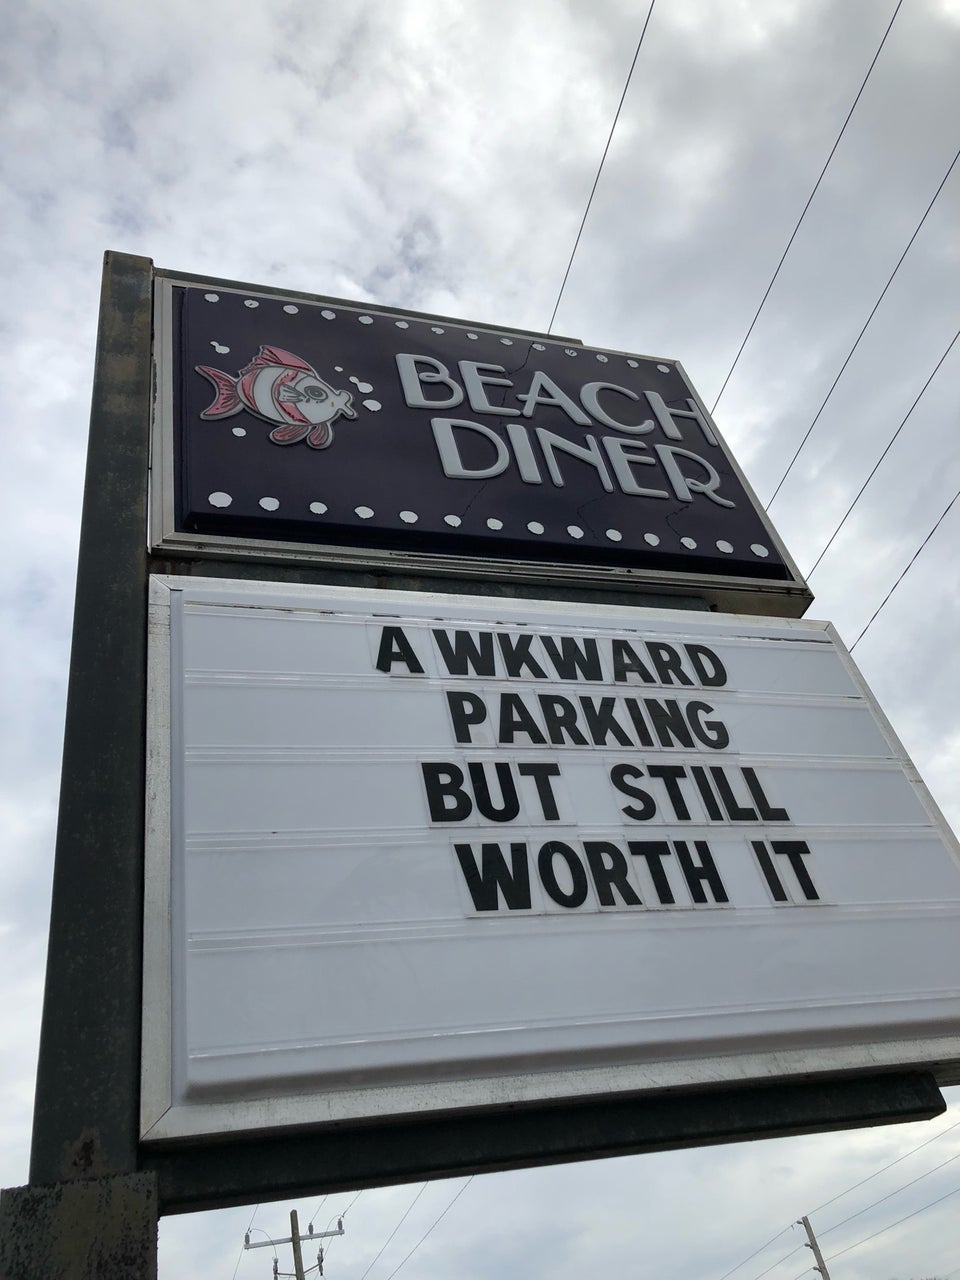 BEACH
DINER
AWKWARD
PARKING
BUT STILL
WORTH IT